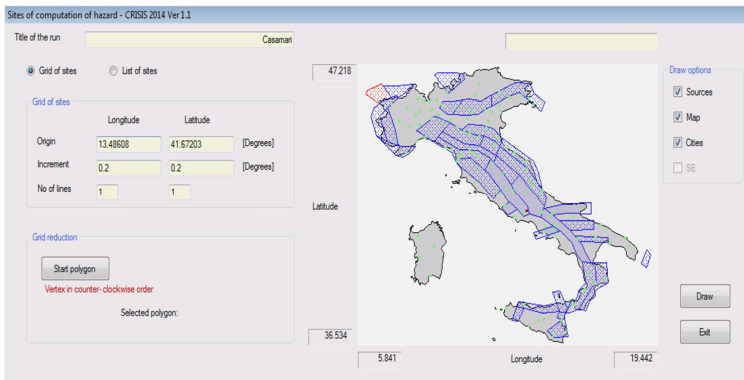 Sites of computation of hazard - CRISIS 2014 Ver 1.1
Title of the run
Casamari
Grid of sites
List of sites
47.218
Draw options
Sources
Map
Cities
SE
Grid of sites
Longitude Latitude
Origin 13.48608 41.67203 [Degrees]
Increment 0.2 0.2 [Degrees]
No of lines 1 1
Latitude
Grid reduction
Start polygon
Vertex in counter- clockwise order
Selected polygon:
Draw
36.534
Exit
5.841 Longitude 19.442